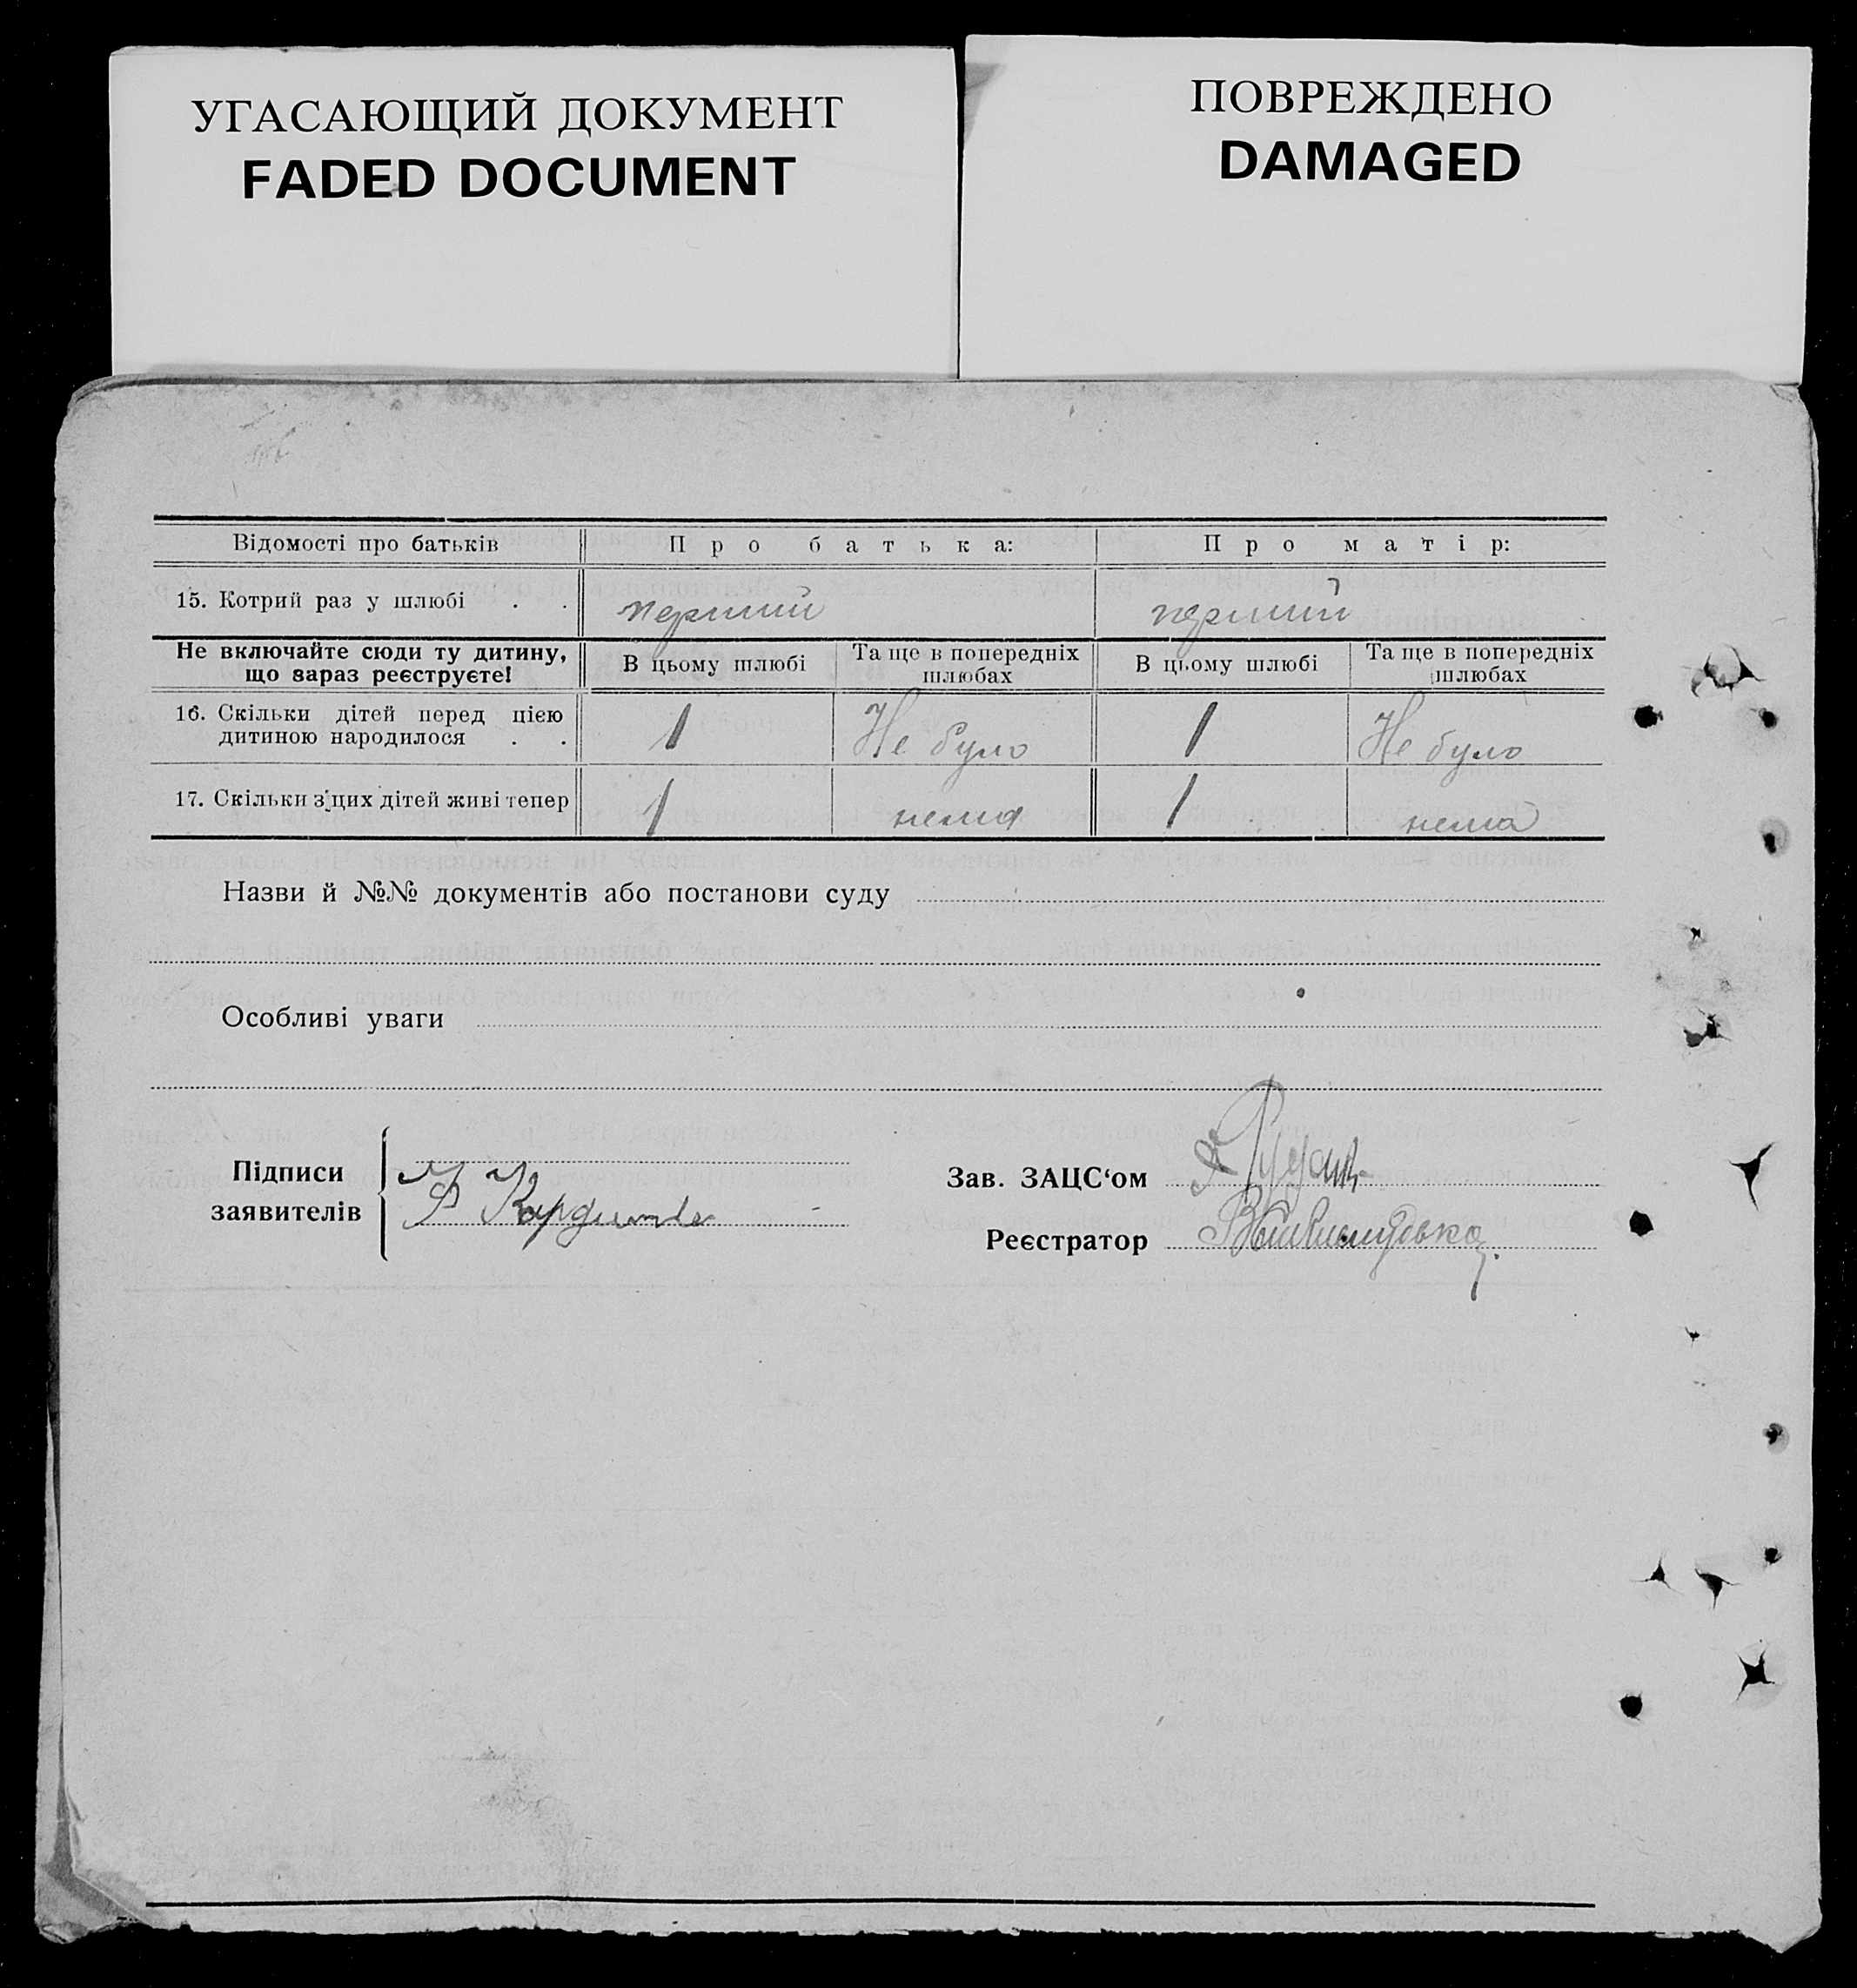 УГАСАЮЩИЙ ДОКУМЕНТ
FADED DOCUMENT
ПОВРЕЖДЕНО
DAMAGED
Відомості про батьків Про батька: Про матір:
15. Котрий раз у шлюбі . . перший перший
Не включайте сюди ту дитину, що зараз реєструєте! В цьому шлюбі Та ще в попередніх шлюбах В цьому шлюбі Та ще в попередніх шлюбах
16. Скільки дітей перед цією дитиною народилося . . 1 Не було 1 Не було
17. Скільки з цих дітей живі тепер 1 нема 1 нема
Назви й №№ документів або постанови суду
Особливі уваги
Підписи заявителів
Зав. ЗАЦС‘ом
Реєстратор